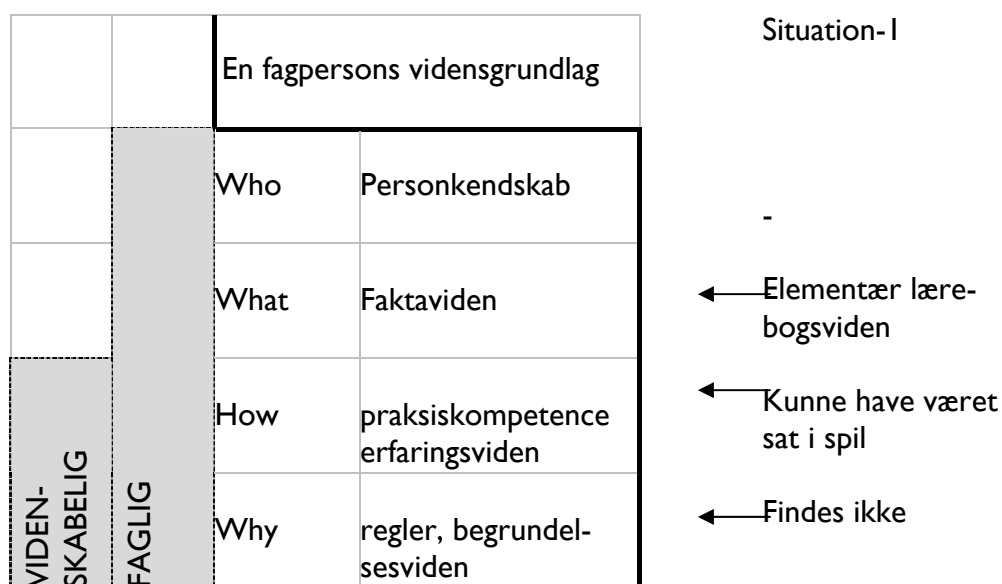 Situation-1
En fagpersons vidensgrundlag
Who
Personkendskab
-
What
Faktaviden
Elementær lære-
bogsviden
How
praksiskompetence
erfaringsviden
Kunne have været
sat i spil
Why
regler, begrundel-
sesviden
Findes ikke
VIDEN-
SKABELIG
FAGLIG